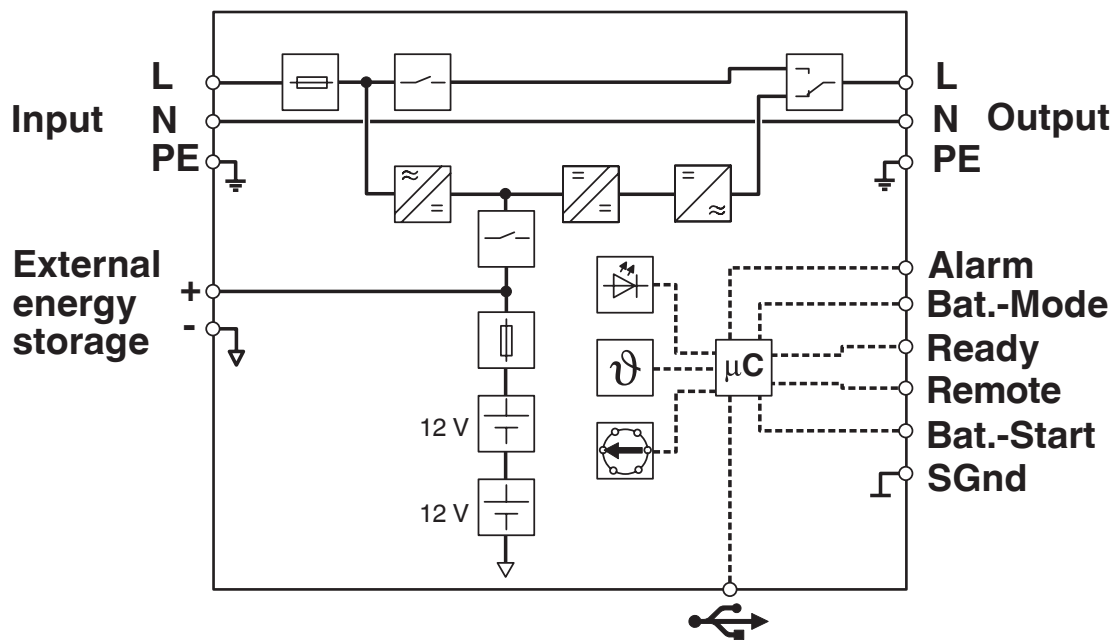 L
L
Input
N
N
Output
PE
PE
External
energy
storage
+
-
Alarm
Bat.-Mode
Ready
Remote
Bat.-Start
SGnd
μC
ϑ
12 V
12 V